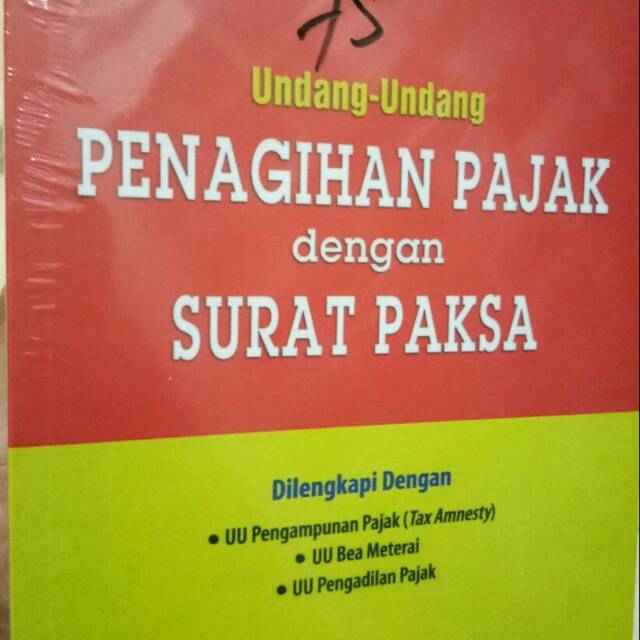 75
Undang-Undang
PENAGIHAN PAJAK
dengan
SURAT PAKSA
Dilengkapi Dengan
• UU Pengampunan Pajak (Tax Amnesty)
• UU Bea Meterai
• UU Pengadilan Pajak